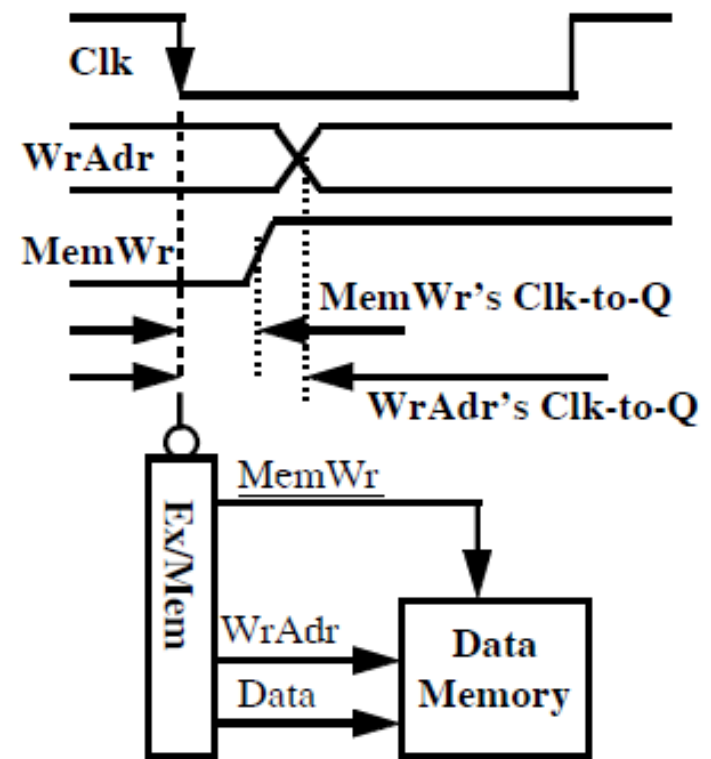 Clk
WrAdr
MemWr
MemWr's Clk-to-Q
WrAdr's Clk-to-Q
MemWr
Ex/Mem
WrAdr
Data
Data
Memory